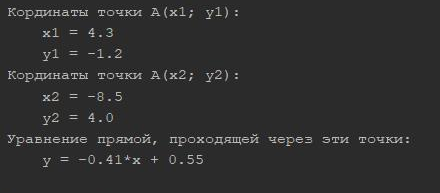 Кординаты точки A(x1; y1):
x1 = 4.3
y1 = -1.2
Кординаты точки A(x2; y2):
x2 = -8.5
y2 = 4.0
Уравнение прямой, проходящей через эти точки:
y = -0.41*x + 0.55